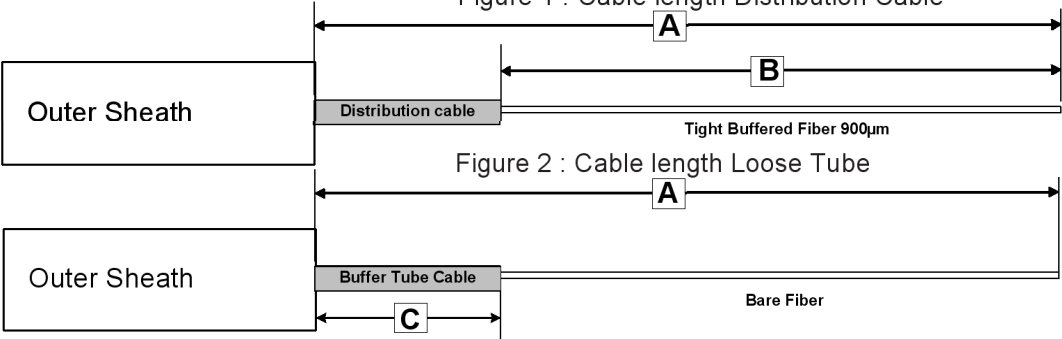 Figure 1 : Cable length Distribution Cable
A
B
Outer Sheath
Distribution cable
Tight Buffered Fiber 900µm
Figure 2 : Cable length Loose Tube
A
Outer Sheath
Buffer Tube Cable
Bare Fiber
C